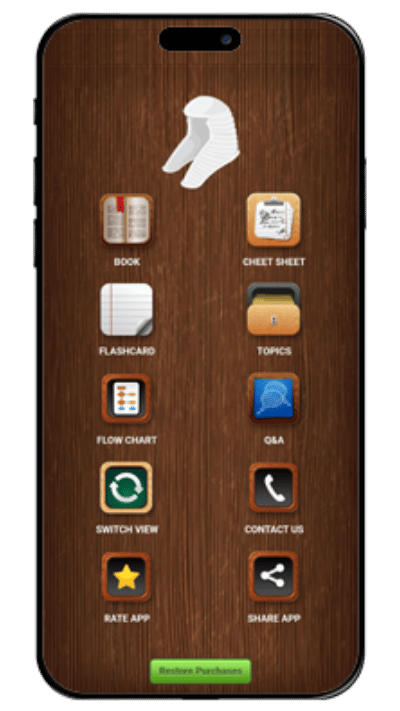 BOOK
CHEET SHEET
FLASHCARD
TOPICS
FLOW CHART
Q&A
SWITCH VIEW
CONTACT US
RATE APP
SHARE APP
Restore Purchases